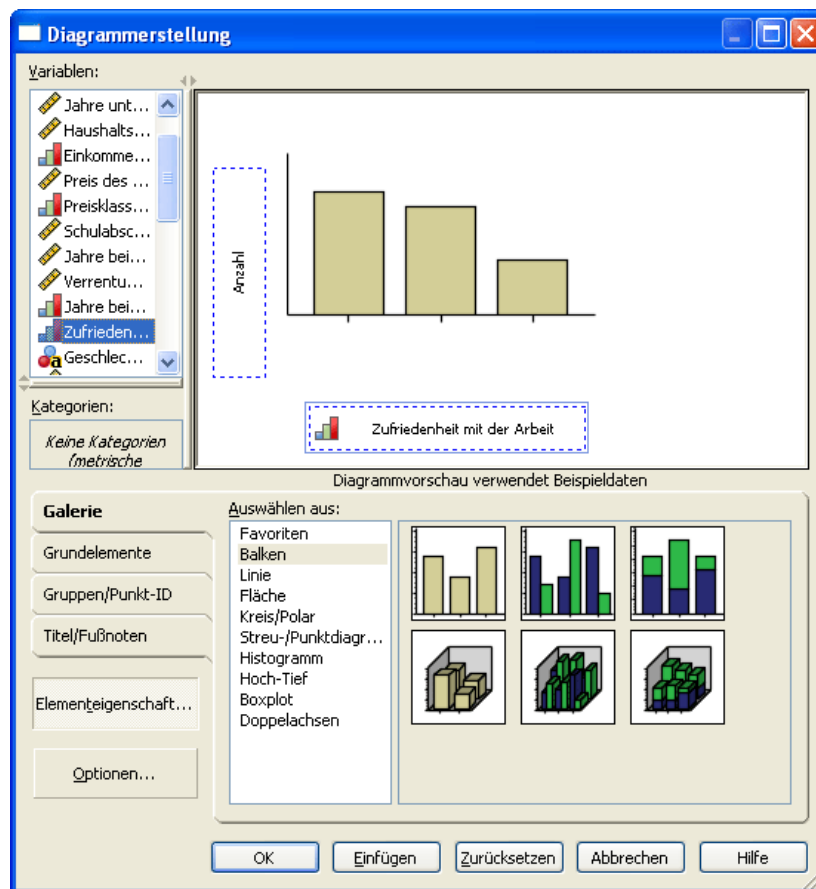 Diagrammerstellung
Variablen:
Jahre unt...
Haushalts...
Einkomme...
Preis des ...
Preisklass...
Schulabsc...
Jahre bei...
Verrentu...
Jahre bei...
Zufrieden...
Geschlec...
Kategorien:
Keine Kategorien
(metrische
Anzahl
Zufriedenheit mit der Arbeit
Diagrammvorschau verwendet Beispieldaten
Galerie
Grundelemente
Gruppen/Punkt-ID
Titel/Fußnoten
Elementeigenschaft...
Optionen...
Auswählen aus:
Favoriten
Balken
Linie
Fläche
Kreis/Polar
Streu-/Punktdiagr...
Histogramm
Hoch-Tief
Boxplot
Doppelachsen
OK
Einfügen
Zurücksetzen
Abbrechen
Hilfe